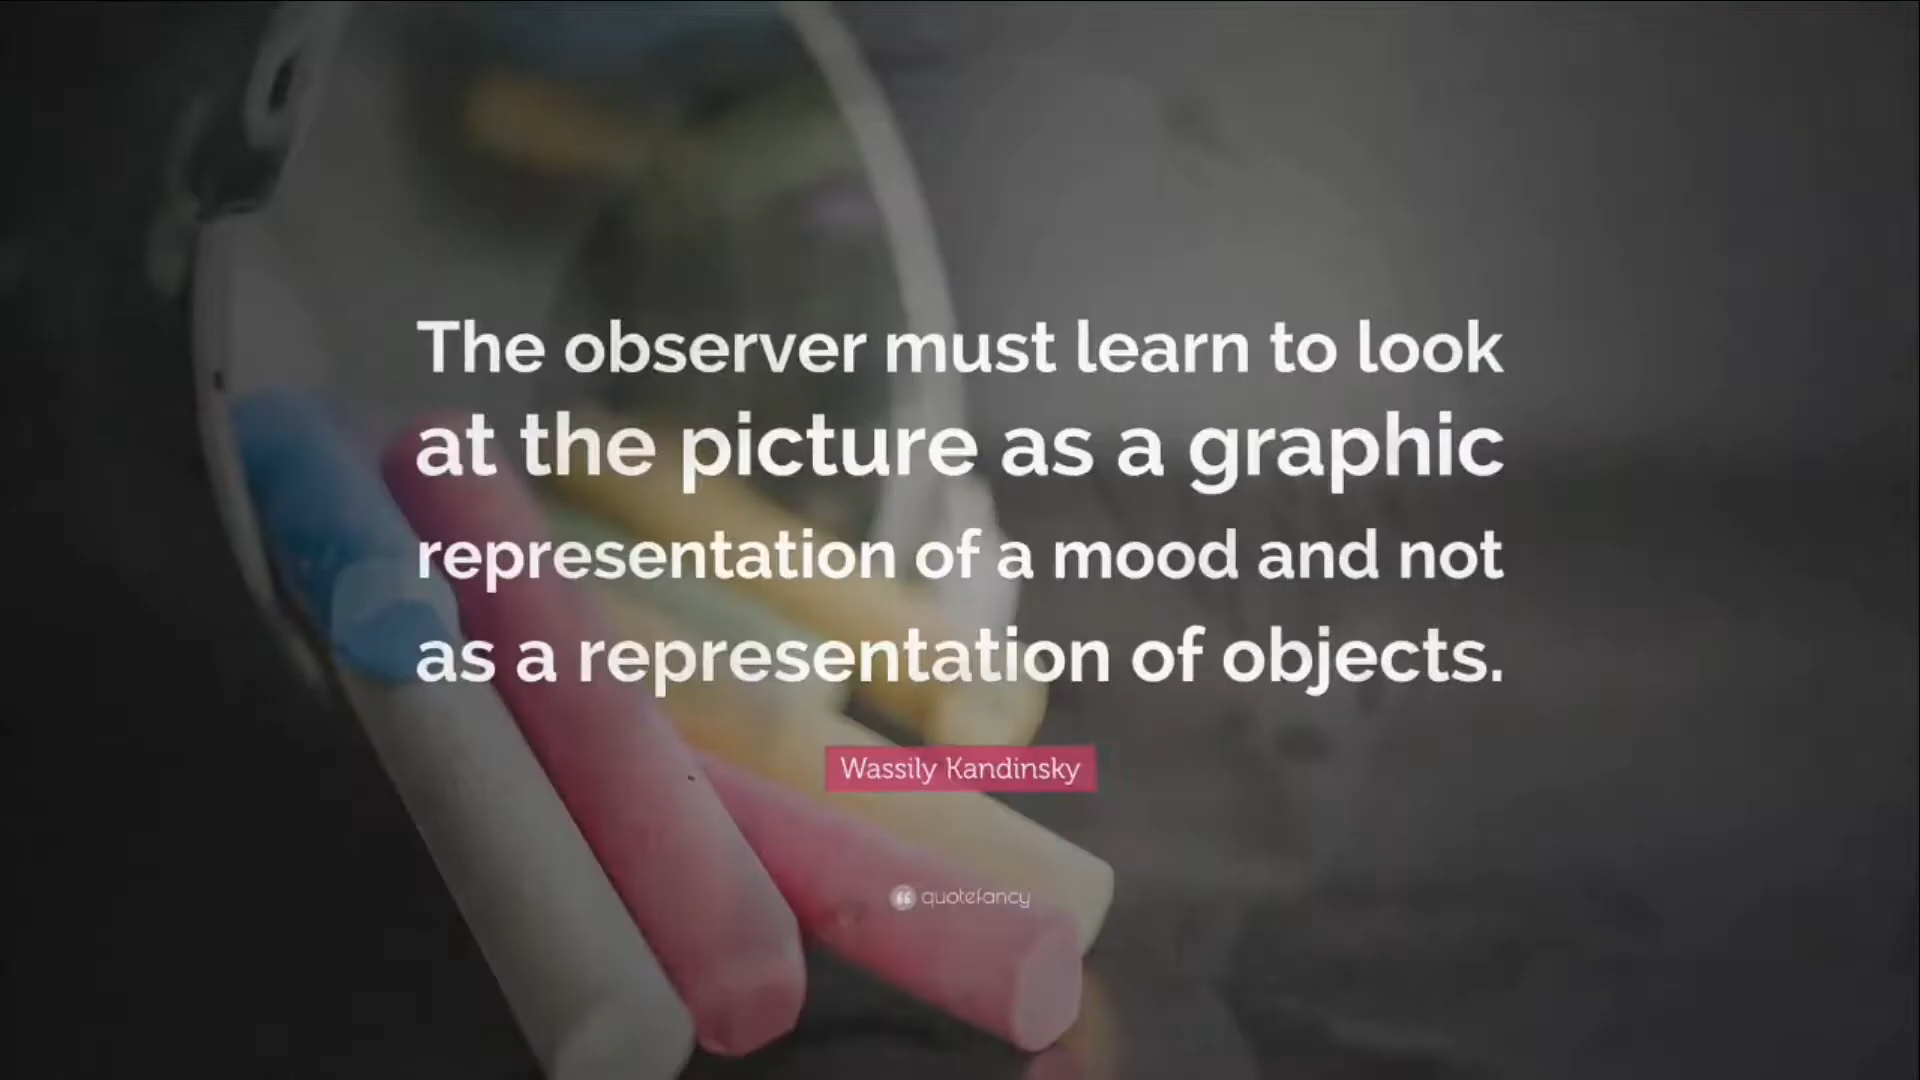 The observer must learn to look
at the picture as a graphic
representation of a mood and not
as a representation of objects.
Wassily Kandinsky
quotefancy